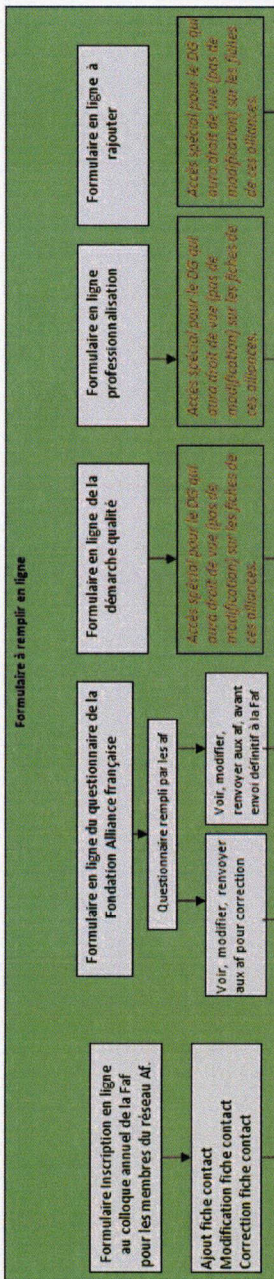 Formulaire à remplir en ligne
Formulaire Inscription en ligne
au colloque annuel de la Faf
pour les membres du réseau Af.
Ajout fiche contact
Modification fiche contact
Correction fiche contact
Formulaire en ligne du questionnaire de la
Fondation Alliance française
Questionnaire rempli par les af
Voir, modifier, renvoyer
aux af pour correction
Voir, modifier,
renvoyer aux af, avant
envoi définitif à la Faf
Formulaire en ligne de la
démarche qualité
Accès spécial pour le DG qui
aura droit de vue (pas de
modification) sur les fiches de
ces alliances.
Formulaire en ligne
professionnalisation
Accès spécial pour le DG qui
aura droit de vue (pas de
modification) sur les fiches de
ces alliances.
Formulaire en ligne à
rajouter
Accès spécial pour le DG qui
aura droit de vue (pas de
modification) sur les fiches
de ces alliances.